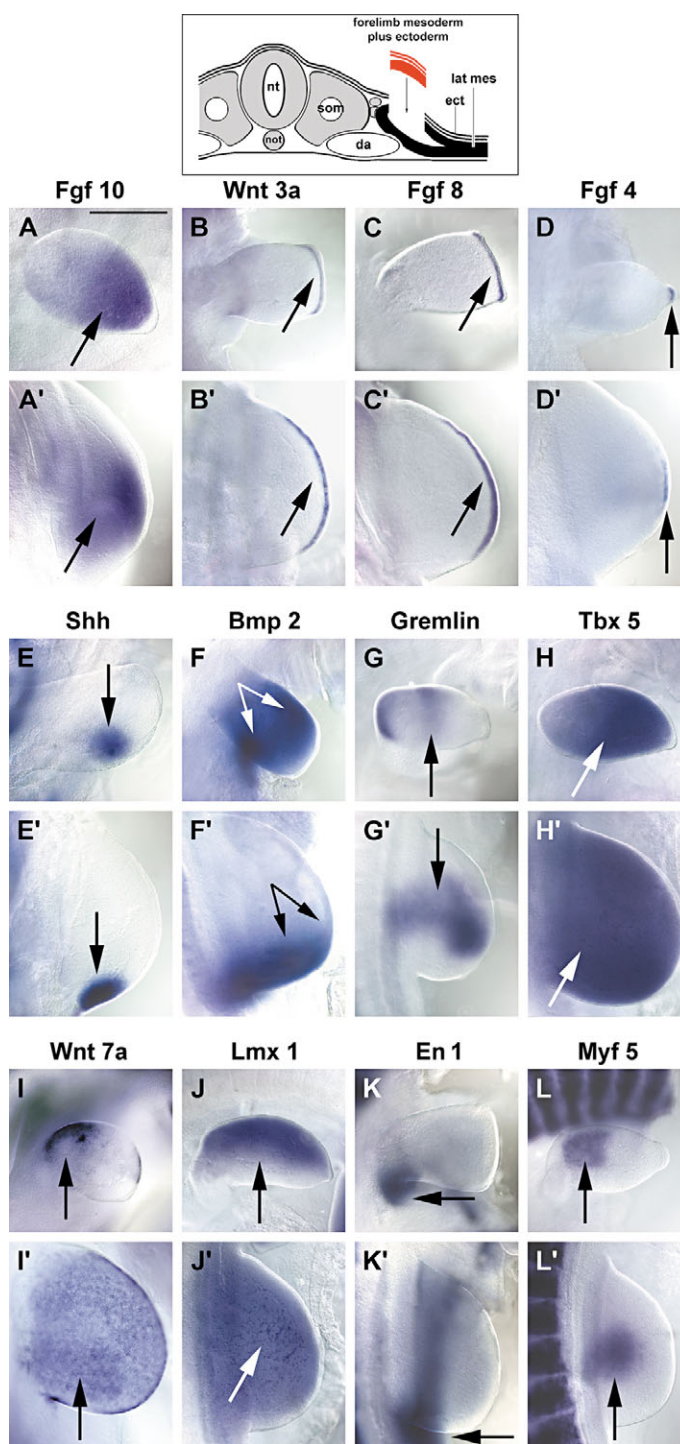 forelimb mesoderm
plus ectoderm
lat mes
ect
nt
som
not
da
Fgf 10 Wnt 3a Fgf 8 Fgf 4
A B C D
A' B' C' D'
Shh Bmp 2 Gremlin Tbx 5
E F G H
E' F' G' H'
Wnt 7a Lmx 1 En 1 Myf 5
I J K L
I' J' K' L'